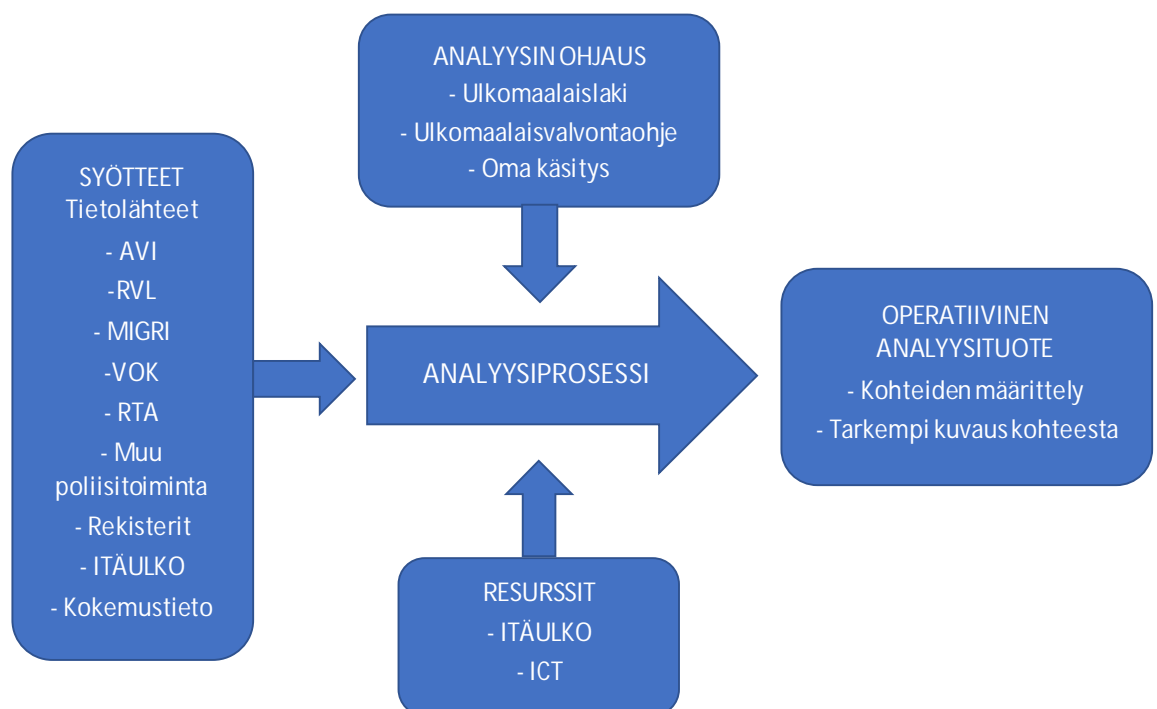 ANALYYSIN OHJAUS
- Ulkomaalaislaki
- Ulkomaalaisvalvontaohje
- Oma käsitys
SYÖTTEET
Tietolähteet
- AVI
-RVL
- MIGRI
-VOK
- RTA
- Muu
poliisitoiminta
- Rekisterit
- ITÄULKO
- Kokemustieto
ANALYYSIPROSESSI
OPERATIIVINEN
ANALYYSITUOTE
- Kohteiden määrittely
- Tarkempi kuvaus kohteesta
RESURSSIT
- ITÄULKO
- ICT